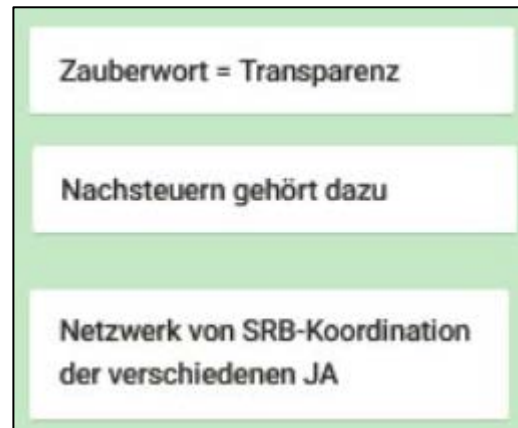 Zauberwort = Transparenz
Nachsteuern gehört dazu
Netzwerk von SRB-Koordination
der verschiedenen JA